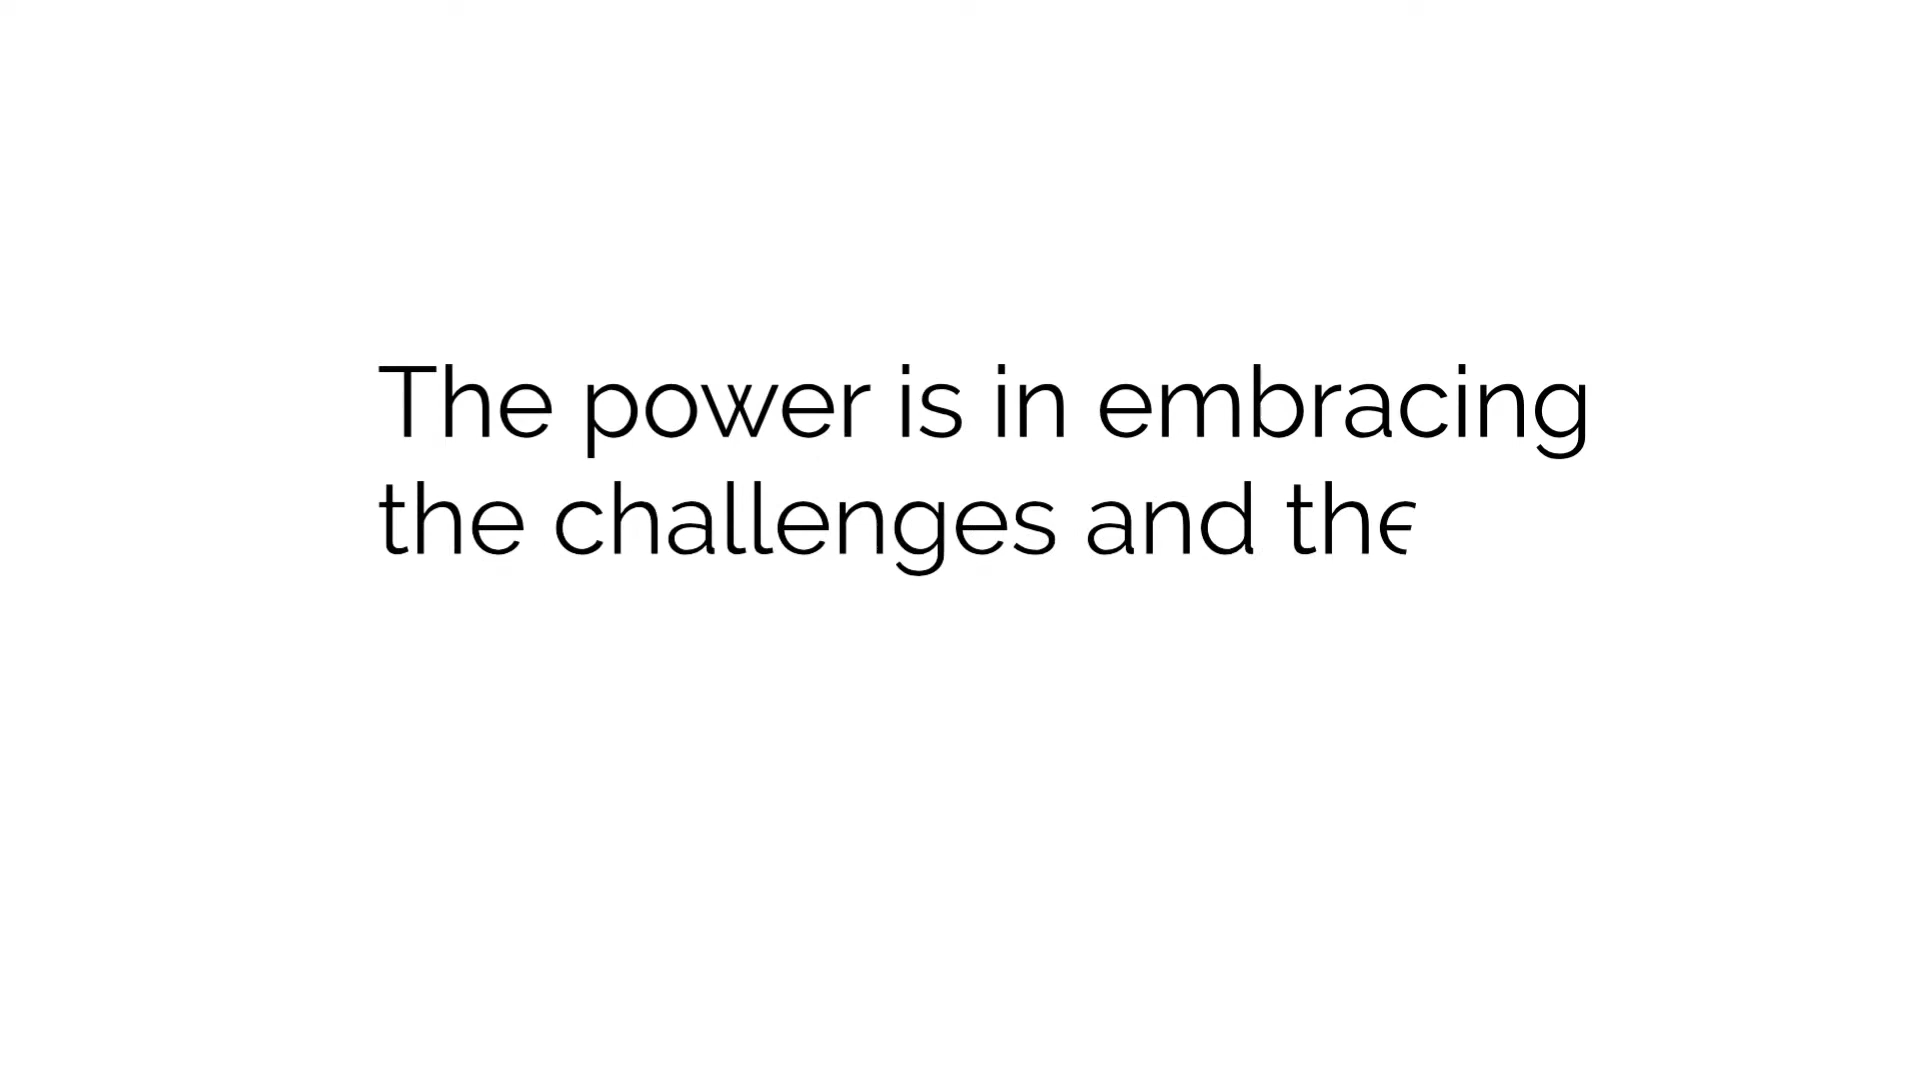 The power is in embracing
the challenges and the